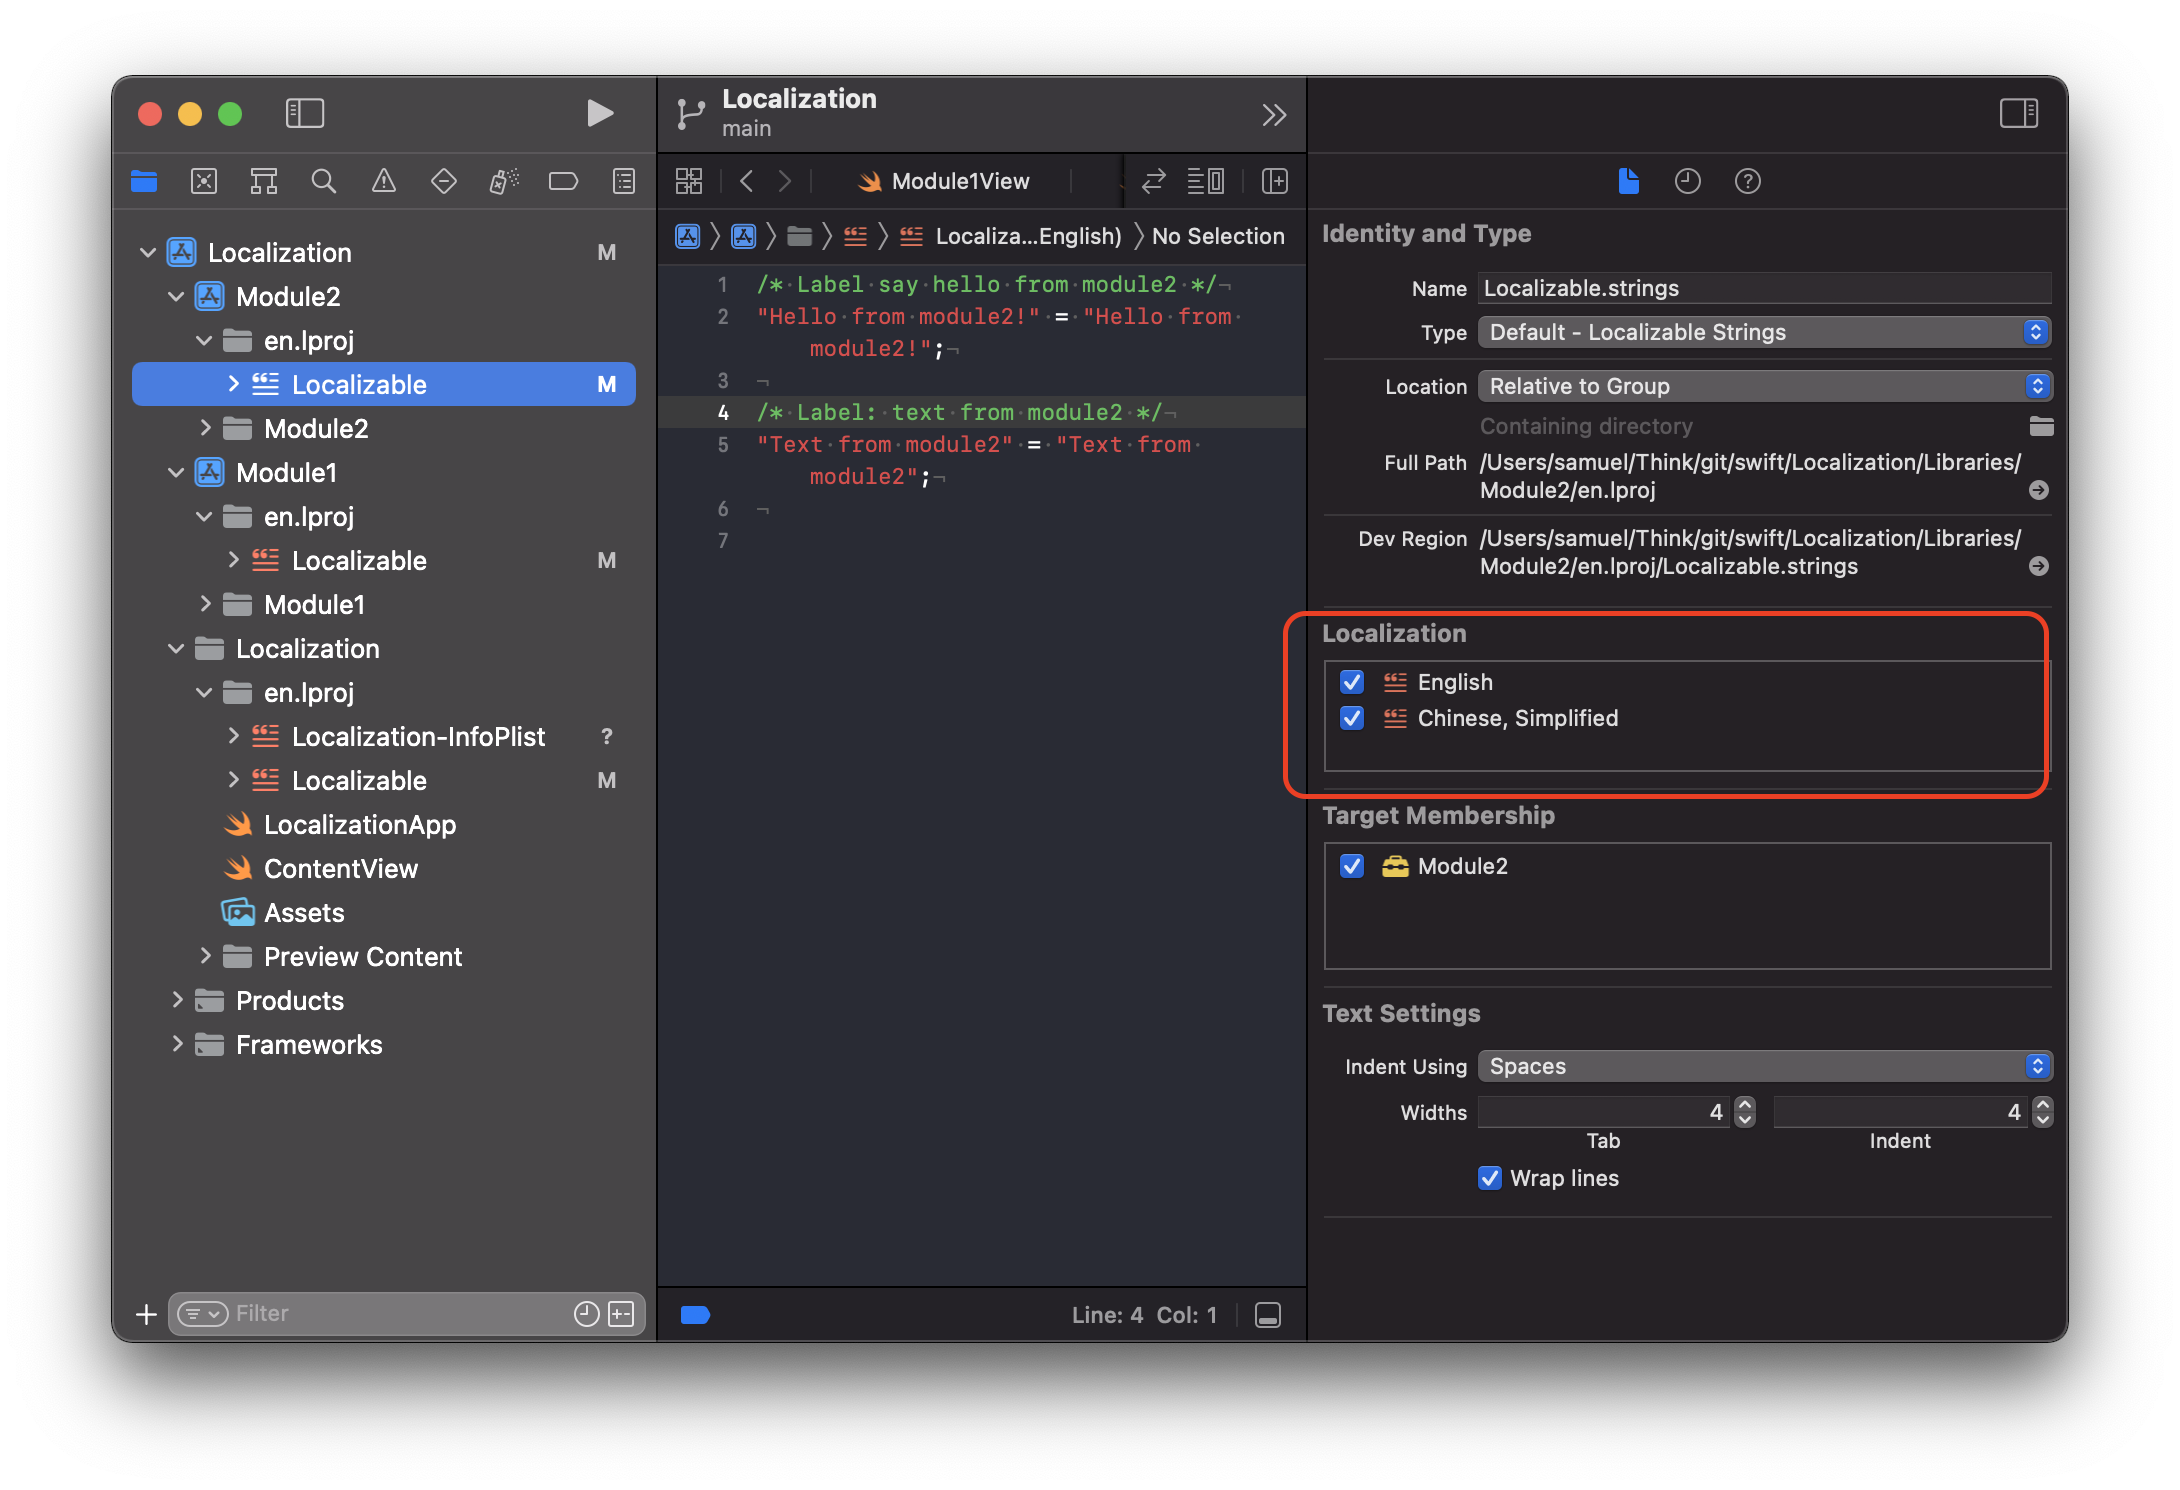 Localization
main
Module1View
Localization M
Module2
en.lproj
Localizable M
Module2
Module1
en.lproj
Localizable M
Module1
Localization
en.lproj
Localization-InfoPlist ?
Localizable M
LocalizationApp
ContentView
Assets
Preview Content
Products
Frameworks
Filter
Localiza...English) No Selection
1 /* Label say hello from module2 */
2 "Hello from module2!" = "Hello from
module2!";
3
4 /* Label: text from module2 */
5 "Text from module2" = "Text from
module2";
6
7
Line: 4 Col: 1
Identity and Type
Name Localizable.strings
Type Default - Localizable Strings
Location Relative to Group
Containing directory
Full Path /Users/samuel/Think/git/swift/Localization/Libraries/
Module2/en.lproj
Dev Region /Users/samuel/Think/git/swift/Localization/Libraries/
Module2/en.lproj/Localizable.strings
Localization
English
Chinese, Simplified
Target Membership
Module2
Text Settings
Indent Using Spaces
Widths 4 4
Tab Indent
Wrap lines